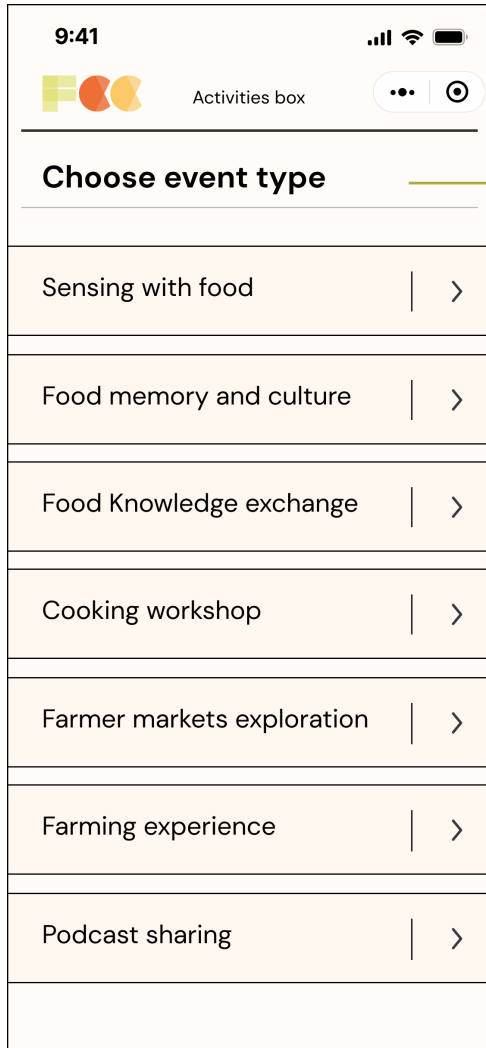 9:41
FCC
Activities box
Choose event type
Sensing with food
Food memory and culture
Food Knowledge exchange
Cooking workshop
Farmer markets exploration
Farming experience
Podcast sharing